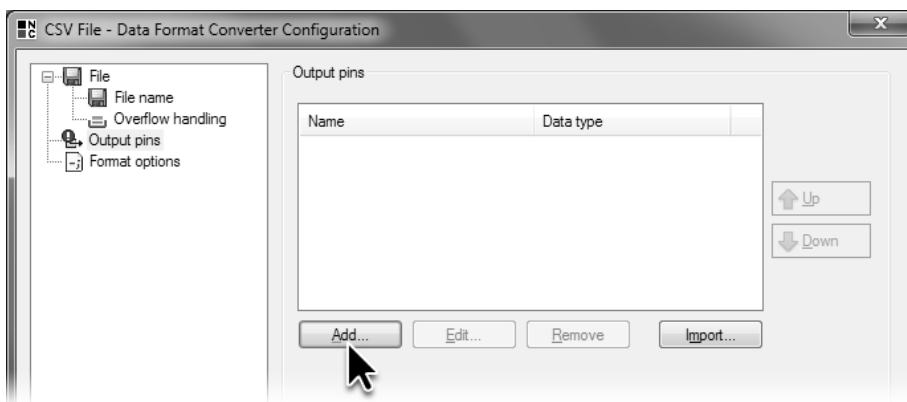 CSV File - Data Format Converter Configuration
File
File name
Overflow handling
Output pins
Format options
Output pins
Name Data type
Up
Down
Add... Edit... Remove Import...